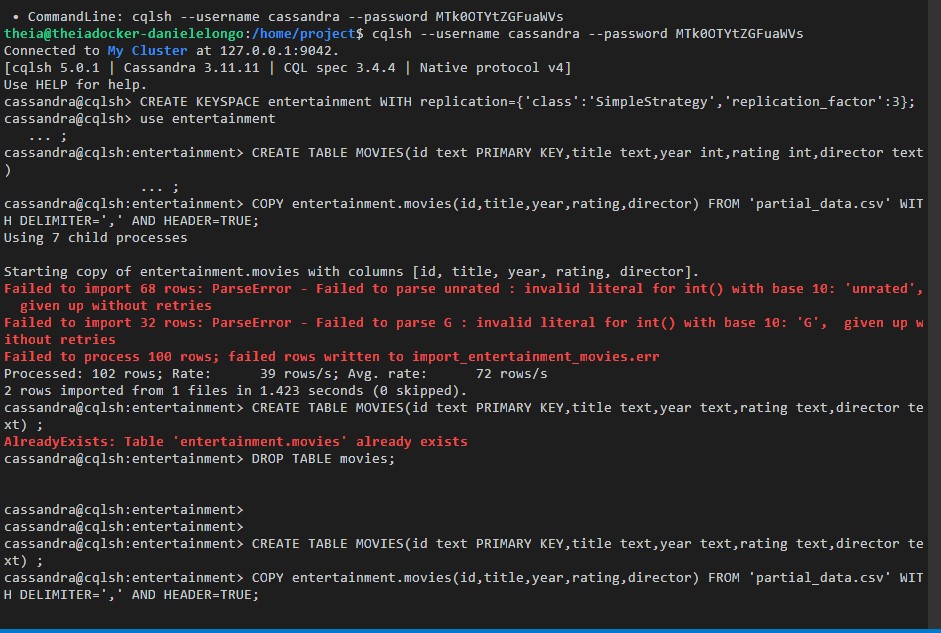 • CommandLine: cqlsh --username cassandra --password MTk0OTYtZGFuaWVs
theia@theiadocker-danielelongo:/home/project$ cqlsh --username cassandra --password MTk0OTYtZGFuaWVs
Connected to My Cluster at 127.0.0.1:9042.
[cqlsh 5.0.1 | Cassandra 3.11.11 | CQL spec 3.4.4 | Native protocol v4]
Use HELP for help.
cassandra@cqlsh> CREATE KEYSPACE entertainment WITH replication={'class':'SimpleStrategy','replication_factor':3};
cassandra@cqlsh> use entertainment
... ;
cassandra@cqlsh:entertainment> CREATE TABLE MOVIES(id text PRIMARY KEY,title text,year int,rating int,director text
)
... ;
cassandra@cqlsh:entertainment> COPY entertainment.movies(id,title,year,rating,director) FROM 'partial_data.csv' WIT
H DELIMITER=',' AND HEADER=TRUE;
Using 7 child processes
Starting copy of entertainment.movies with columns [id, title, year, rating, director].
Failed to import 68 rows: ParseError - Failed to parse unrated : invalid literal for int() with base 10: 'unrated',
given up without retries
Failed to import 32 rows: ParseError - Failed to parse G : invalid literal for int() with base 10: 'G',  given up w
ithout retries
Failed to process 100 rows; failed rows written to import_entertainment_movies.err
Processed: 102 rows; Rate:      39 rows/s; Avg. rate:      72 rows/s
2 rows imported from 1 files in 1.423 seconds (0 skipped).
cassandra@cqlsh:entertainment> CREATE TABLE MOVIES(id text PRIMARY KEY,title text,year text,rating text,director te
xt) ;
AlreadyExists: Table 'entertainment.movies' already exists
cassandra@cqlsh:entertainment> DROP TABLE movies;
cassandra@cqlsh:entertainment>
cassandra@cqlsh:entertainment>
cassandra@cqlsh:entertainment> CREATE TABLE MOVIES(id text PRIMARY KEY,title text,year text,rating text,director te
xt) ;
cassandra@cqlsh:entertainment> COPY entertainment.movies(id,title,year,rating,director) FROM 'partial_data.csv' WIT
H DELIMITER=',' AND HEADER=TRUE;